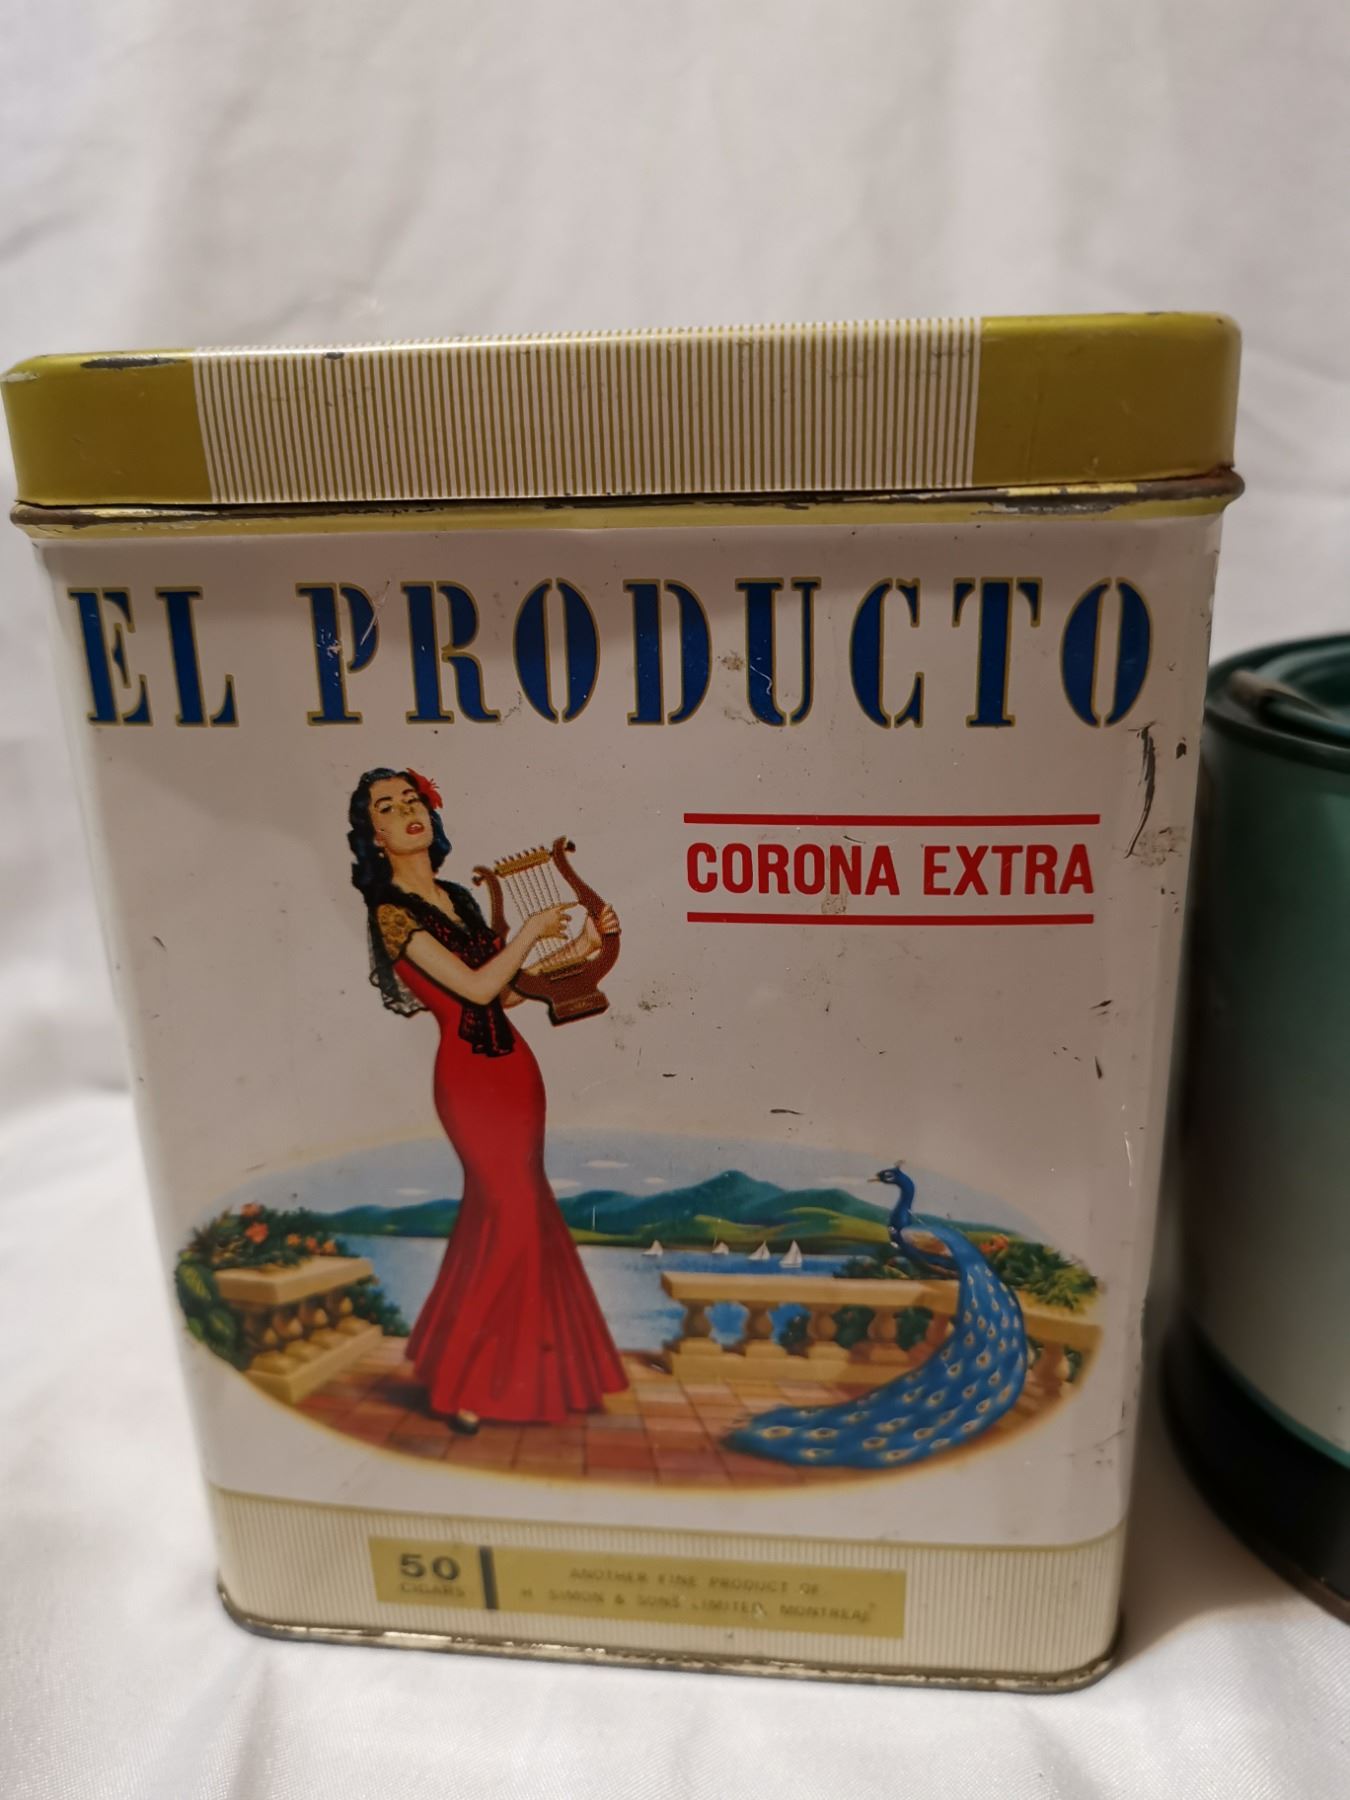 EL PRODUCTO
CORONA EXTRA
50
CIGARS
ANOTHER FINE PRODUCT OF
H SIMON & SONS LIMITED, MONTREAL